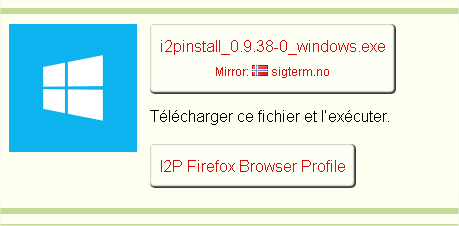 i2pinstall_0.9.38-0_windows.exe
Mirror: sigterm.no
Télécharger ce fichier et l'exécuter.
I2P Firefox Browser Profile